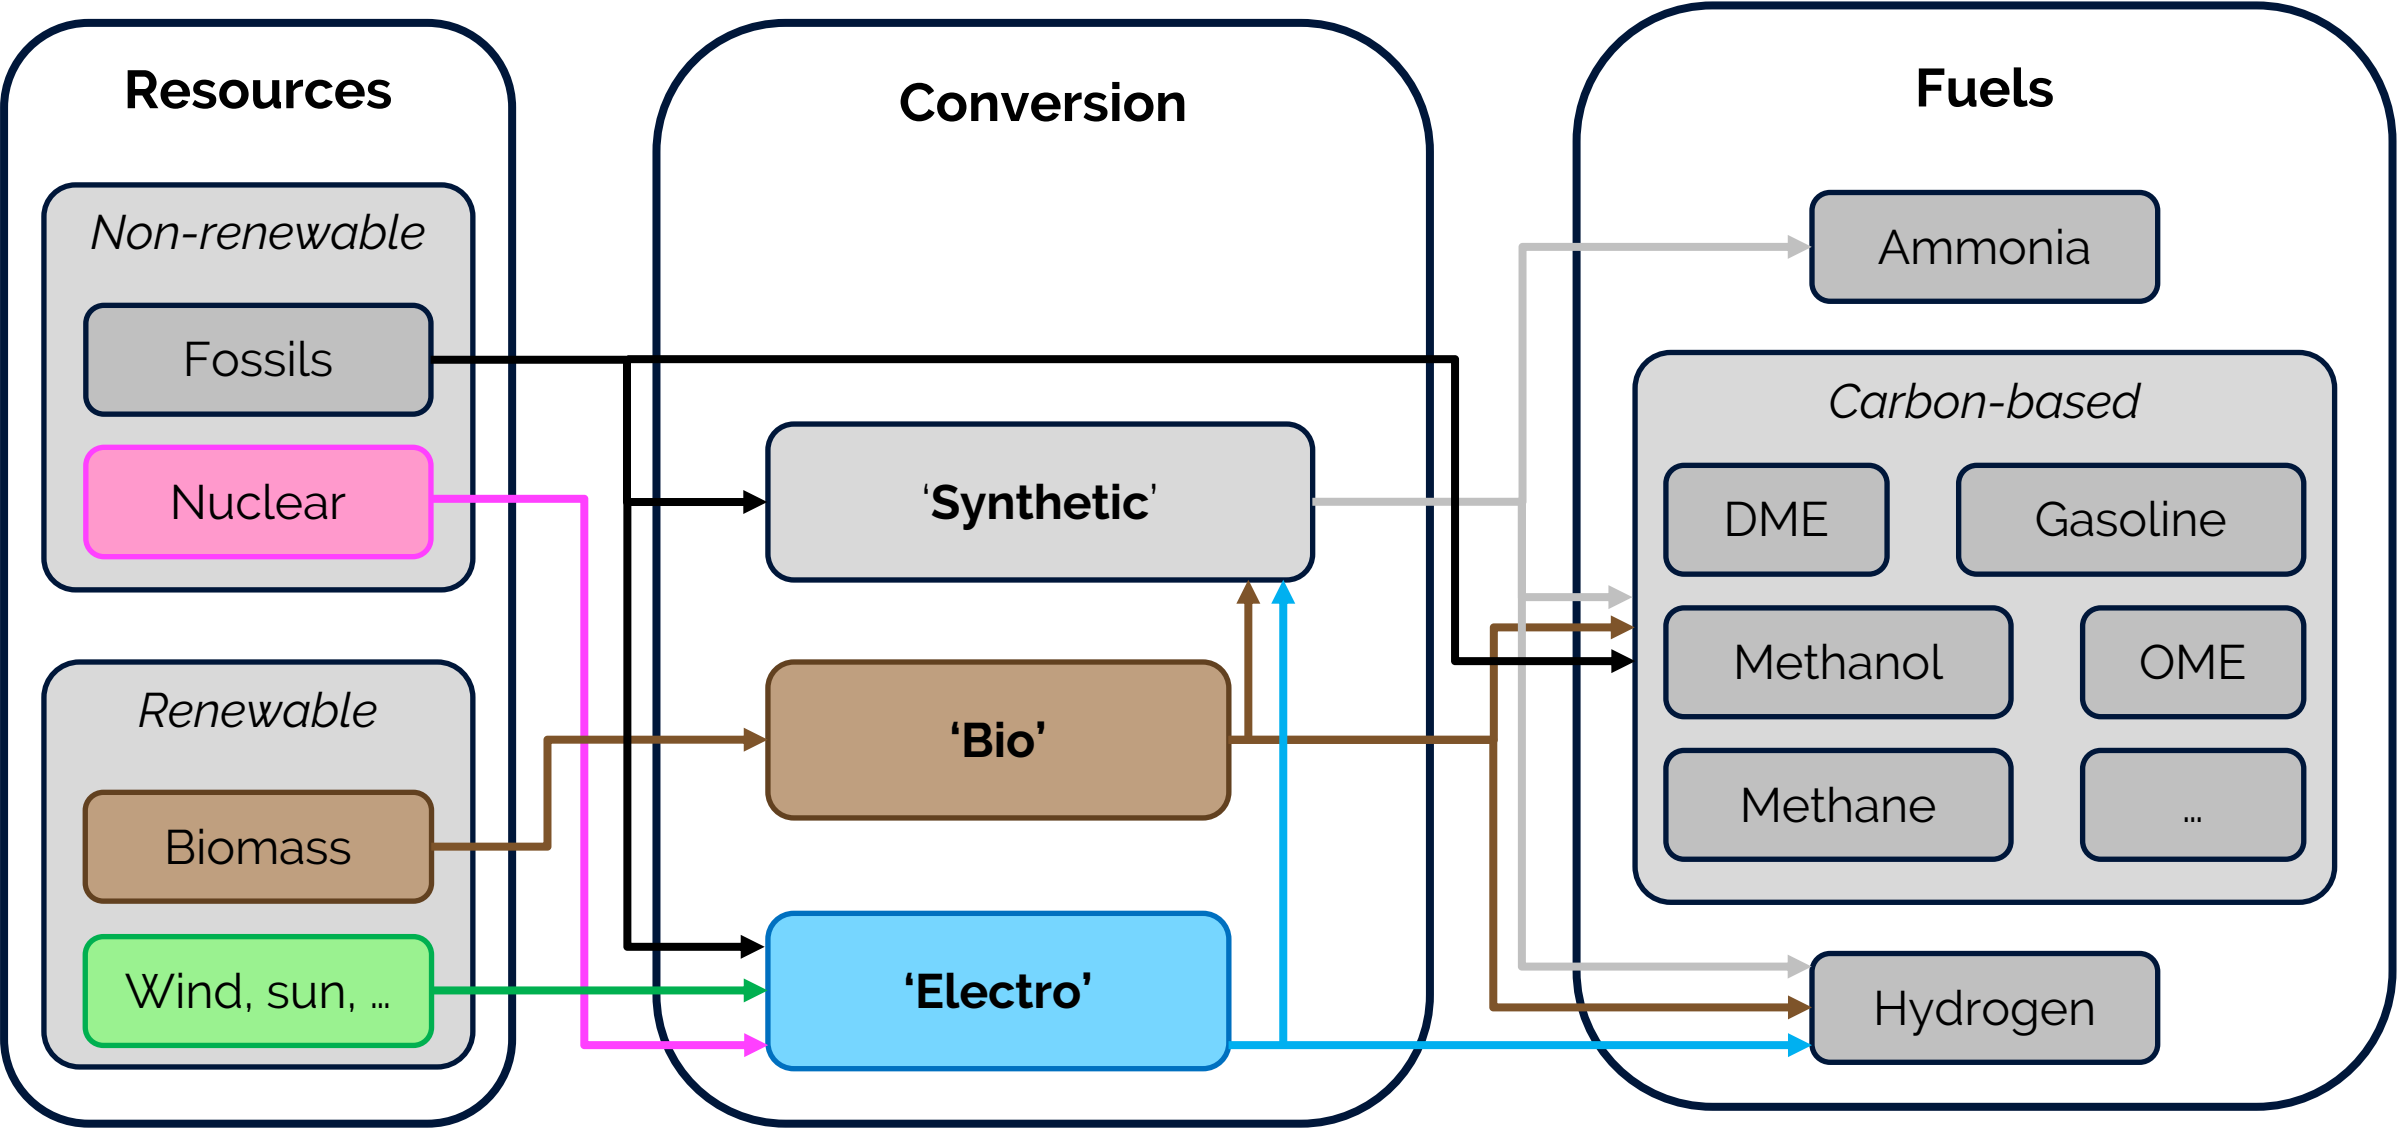 Resources
Non-renewable
Fossils
Nuclear
Renewable
Biomass
Wind, sun, ...
Conversion
‘Synthetic’
‘Bio’
‘Electro’
Fuels
Ammonia
Carbon-based
DME
Gasoline
Methanol
OME
Methane
...
Hydrogen